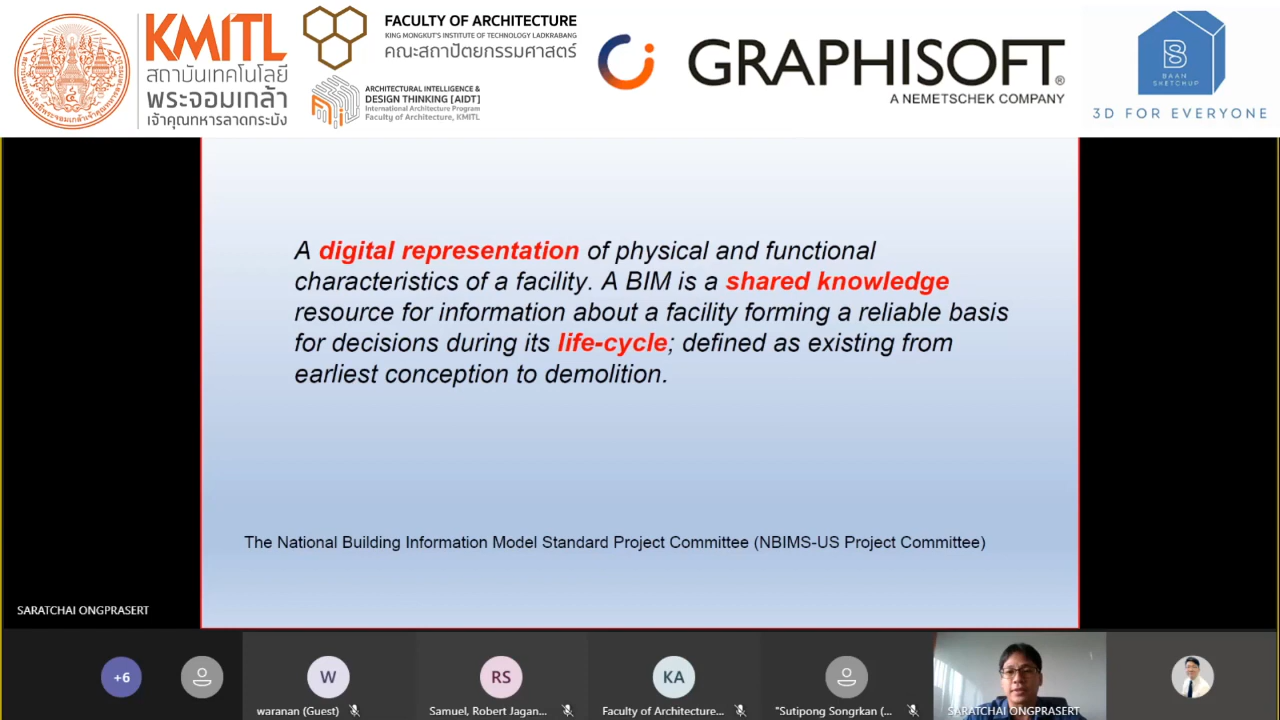 KMITL
สถาบันเทคโนโลยี
พระจอมเกล้า
เจ้าคุณทหารลาดกระบัง
FACULTY OF ARCHITECTURE
KING MONGKUT'S INSTITUTE OF TECHNOLOGY LADKRABANG
คณะสถาปัตยกรรมศาสตร์
ARCHITECTURAL INTELLIGENCE &
DESIGN THINKING [AIDT]
International Architecture Program
Faculty of Architecture, KMITL
GRAPHISOFT®
A NEMETSCHEK COMPANY
BAAN
SKETCHUP
3D FOR EVERYONE
A digital representation of physical and functional
characteristics of a facility. A BIM is a shared knowledge
resource for information about a facility forming a reliable basis
for decisions during its life-cycle; defined as existing from
earliest conception to demolition.
The National Building Information Model Standard Project Committee (NBIMS-US Project Committee)
SARATCHAI ONGPRASERT
+6
W
waranan (Guest)
RS
Samuel, Robert Jagan...
KA
Faculty of Architecture...
"Sutipong Songrkan (...
SARATCHAI ONGPRASERT